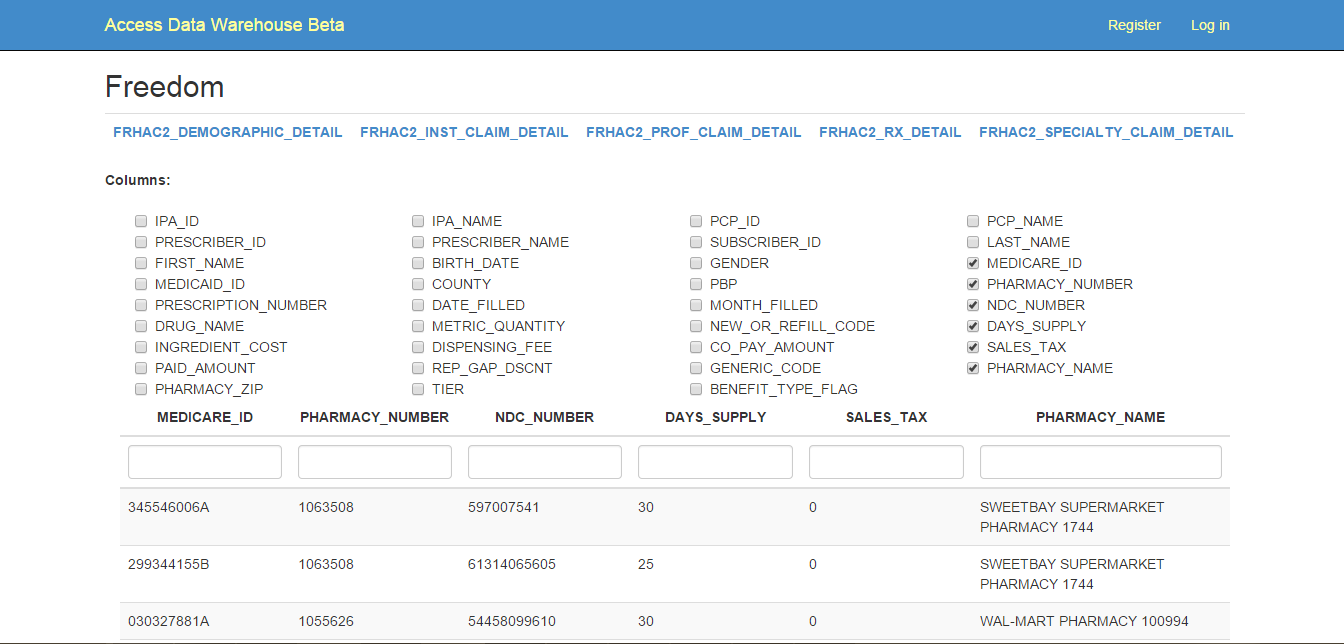 Access Data Warehouse Beta Register Log in
Freedom
FRHAC2_DEMOGRAPHIC_DETAIL FRHAC2_INST_CLAIM_DETAIL FRHAC2_PROF_CLAIM_DETAIL FRHAC2_RX_DETAIL FRHAC2_SPECIALTY_CLAIM_DETAIL
Columns:
IPA_ID IPA_NAME PCP_ID PCP_NAME
PRESCRIBER_ID PRESCRIBER_NAME SUBSCRIBER_ID LAST_NAME
FIRST_NAME BIRTH_DATE GENDER MEDICARE_ID
MEDICAID_ID COUNTY PBP PHARMACY_NUMBER
PRESCRIPTION_NUMBER DATE_FILLED MONTH_FILLED NDC_NUMBER
DRUG_NAME METRIC_QUANTITY NEW_OR_REFILL_CODE DAYS_SUPPLY
INGREDIENT_COST DISPENSING_FEE CO_PAY_AMOUNT SALES_TAX
PAID_AMOUNT REP_GAP_DSCNT GENERIC_CODE PHARMACY_NAME
PHARMACY_ZIP TIER BENEFIT_TYPE_FLAG
MEDICARE_ID PHARMACY_NUMBER NDC_NUMBER DAYS_SUPPLY SALES_TAX PHARMACY_NAME
345546006A 1063508 597007541 30 0 SWEETBAY SUPERMARKET
PHARMACY 1744
299344155B 1063508 61314065605 25 0 SWEETBAY SUPERMARKET
PHARMACY 1744
030327881A 1055626 54458099610 30 0 WAL-MART PHARMACY 100994